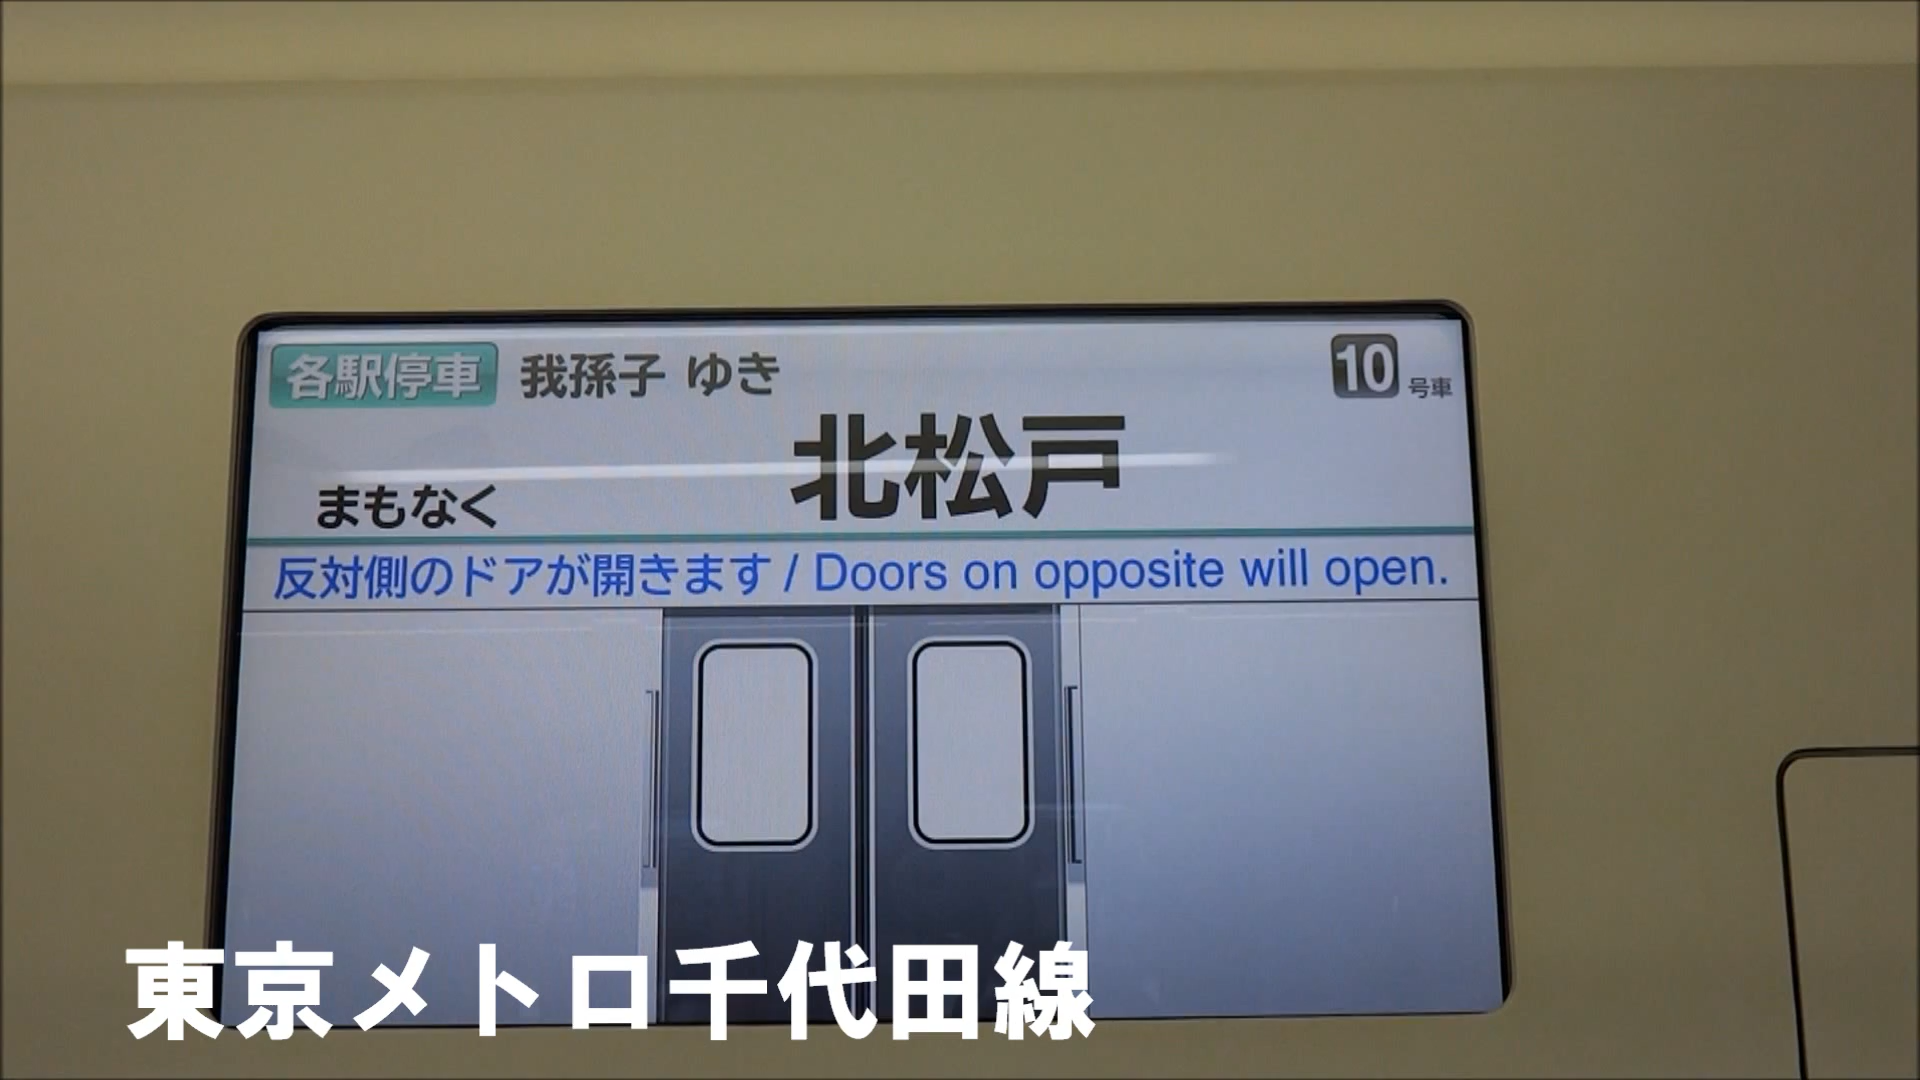 各駅停車 我孫子 ゆき 10 号車
まもなく 北松戸
反対側のドアが開きます / Doors on opposite will open.
東京メトロ千代田線